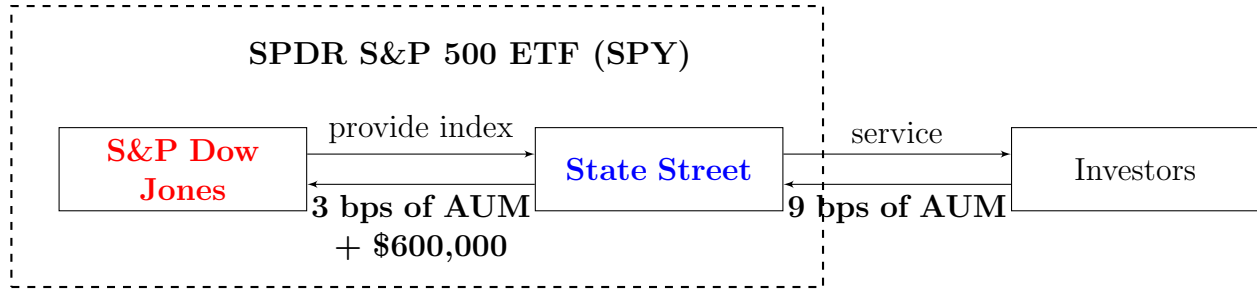 SPDR S&P 500 ETF (SPY)
S&P Dow
Jones
provide index
3 bps of AUM
+ $600,000
State Street
service
9 bps of AUM
Investors